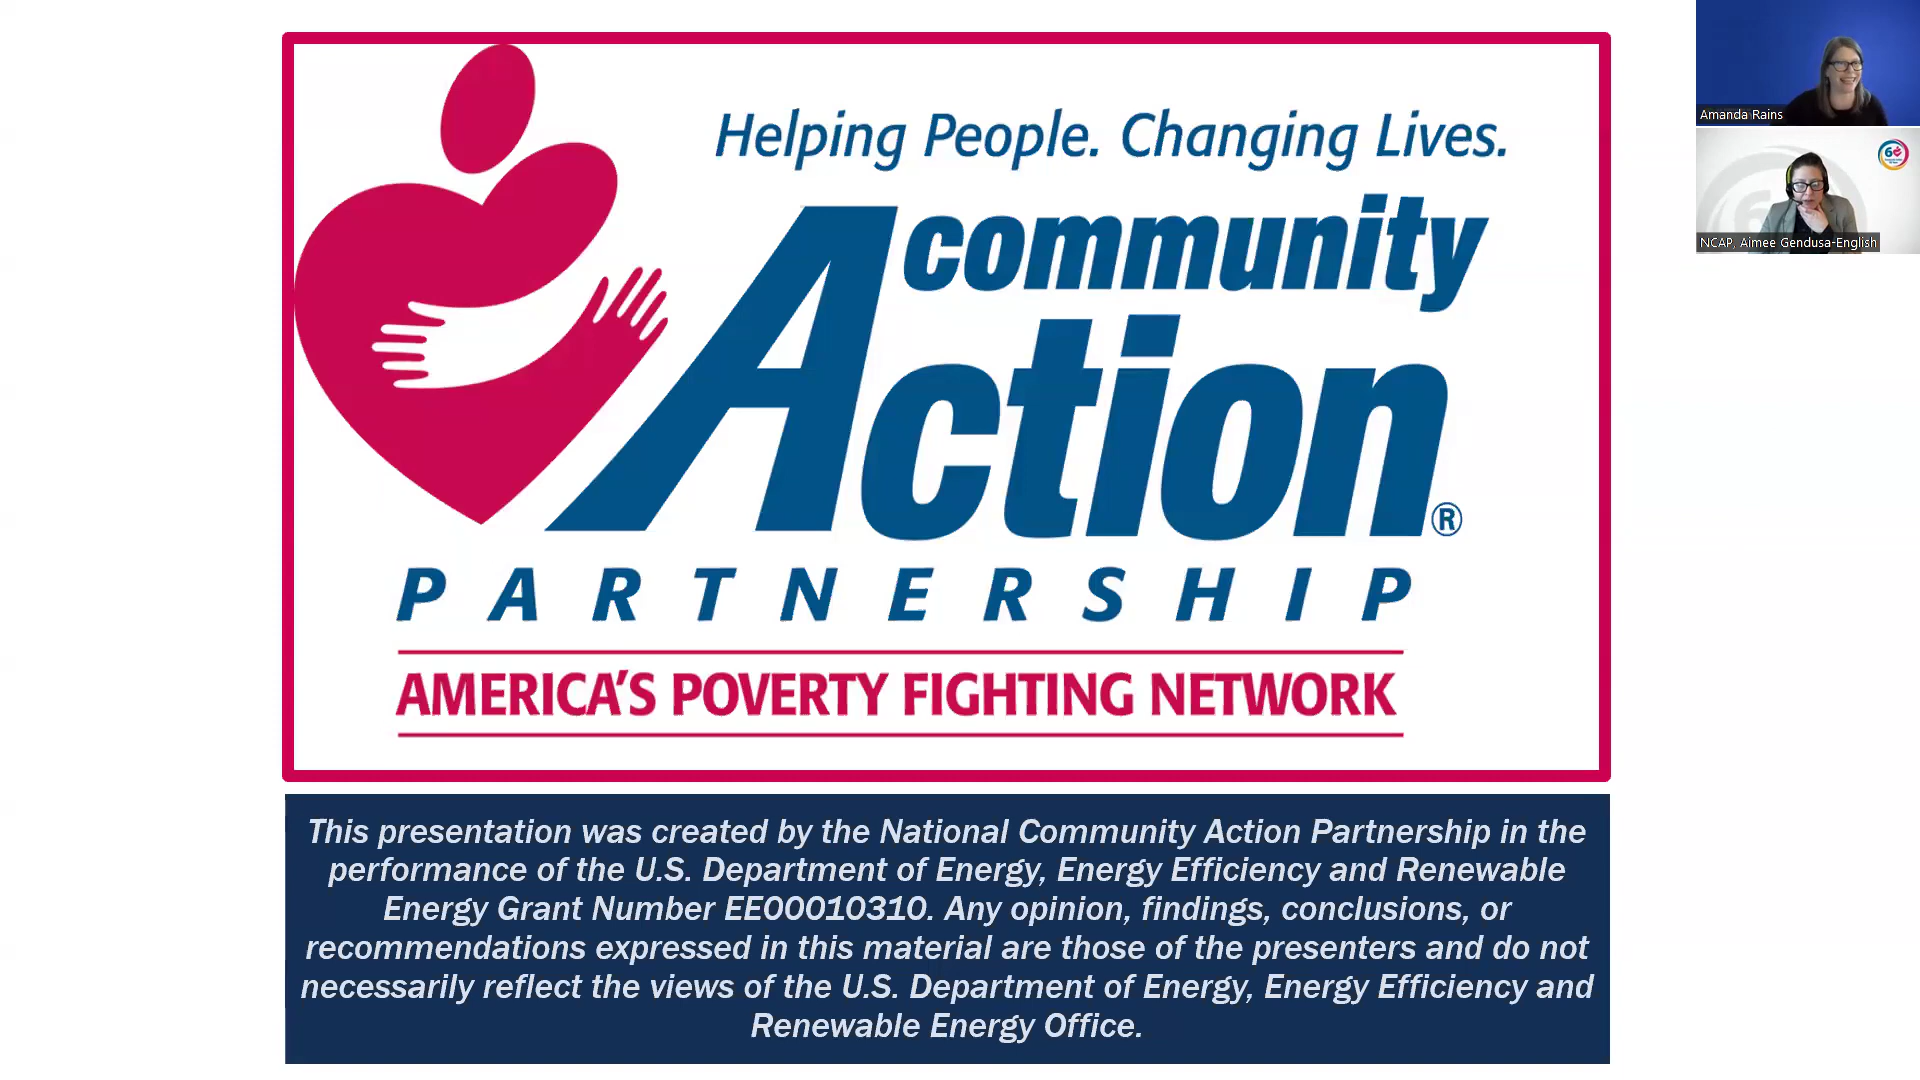 Helping People. Changing Lives.
community
Action®
PARTNERSHIP
AMERICA'S POVERTY FIGHTING NETWORK
This presentation was created by the National Community Action Partnership in the
performance of the U.S. Department of Energy, Energy Efficiency and Renewable
Energy Grant Number EE00010310. Any opinion, findings, conclusions, or
recommendations expressed in this material are those of the presenters and do not
necessarily reflect the views of the U.S. Department of Energy, Energy Efficiency and
Renewable Energy Office.
Amanda Rains
60
NCAP, Aimee Gendusa-English